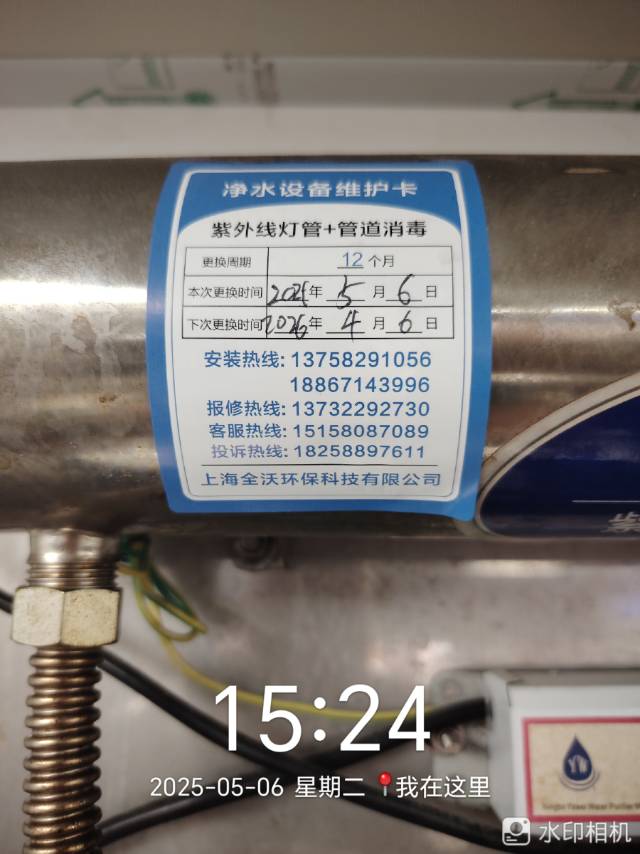 净水设备维护卡
紫外线灯管+管道消毒
更换周期 12 个月
本次更换时间 2025年 5 月 6 日
下次更换时间 2026年 4 月 6 日
安装热线: 13758291056
18867143996
报修热线: 13732292730
客服热线: 15158087089
投诉热线: 18258897611
上海全沃环保科技有限公司
紫
YW
15:24
2025-05-06 星期二 📍我在这里
水印相机